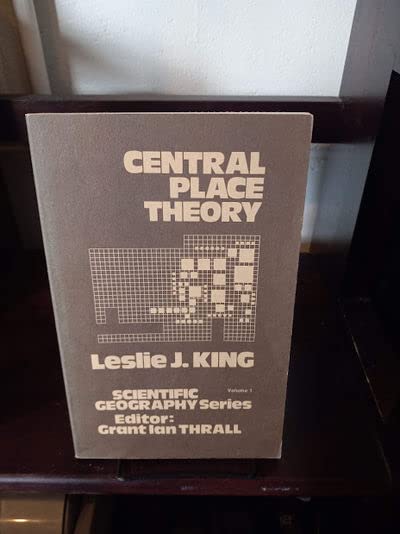 CENTRAL
PLACE
THEORY
Leslie J. KING
Volume 1
SCIENTIFIC
GEOGRAPHY Series
Editor:
Grant Ian THRALL